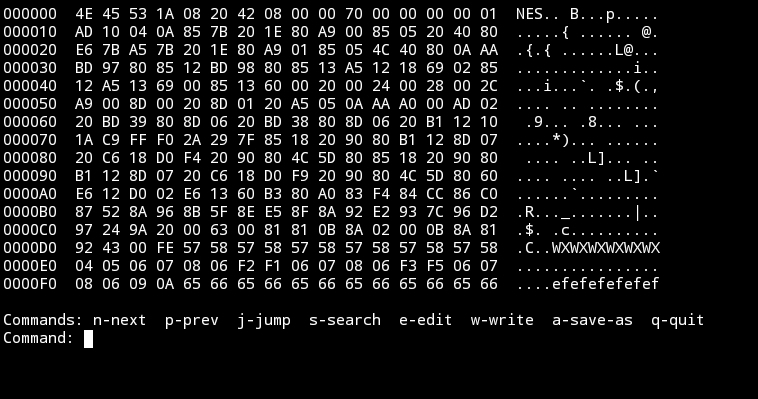 000000  4E 45 53 1A 08 20 42 08 00 00 70 00 00 00 00 01  NES.. B...p.....
000010  AD 10 04 0A 85 7B 20 1E 80 A9 00 85 05 20 40 80  .....{ ...... @.
000020  E6 7B A5 7B 20 1E 80 A9 01 85 05 4C 40 80 0A AA  .{.{ ......L@...
000030  BD 97 80 85 12 BD 98 80 85 13 A5 12 18 69 02 85  .............i..
000040  12 A5 13 69 00 85 13 60 00 20 00 24 00 28 00 2C  ...i...`. .$.(.,
000050  A9 00 8D 00 20 8D 01 20 A5 05 0A AA A0 00 AD 02  .... .. ........
000060  20 BD 39 80 8D 06 20 BD 38 80 8D 06 20 B1 12 10   .9... .8... ...
000070  1A C9 FF F0 2A 29 7F 85 18 20 90 80 B1 12 8D 07  ....*)... ......
000080  20 C6 18 D0 F4 20 90 80 4C 5D 80 85 18 20 90 80   .... ..L]... ..
000090  B1 12 8D 07 20 C6 18 D0 F9 20 90 80 4C 5D 80 60  .... .... ..L].`
0000A0  E6 12 D0 02 E6 13 60 B3 80 A0 83 F4 84 CC 86 C0  ......`.........
0000B0  87 52 8A 96 8B 5F 8E E5 8F 8A 92 E2 93 7C 96 D2  .R..._.......|..
0000C0  97 24 9A 20 00 63 00 81 81 0B 8A 02 00 0B 8A 81  .$. .c..........
0000D0  92 43 00 FE 57 58 57 58 57 58 57 58 57 58 57 58  .C..WXWXWXWXWXWX
0000E0  04 05 06 07 08 06 F2 F1 06 07 08 06 F3 F5 06 07  ................
0000F0  08 06 09 0A 65 66 65 66 65 66 65 66 65 66 65 66  ....efefefefefef
Commands: n-next  p-prev  j-jump  s-search  e-edit  w-write  a-save-as  q-quit
Command: